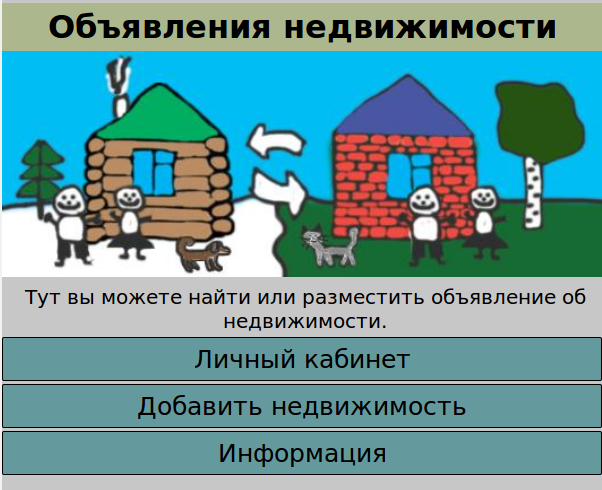 Объявления недвижимости
Тут вы можете найти или разместить объявление об
недвижимости.
Личный кабинет
Добавить недвижимость
Информация